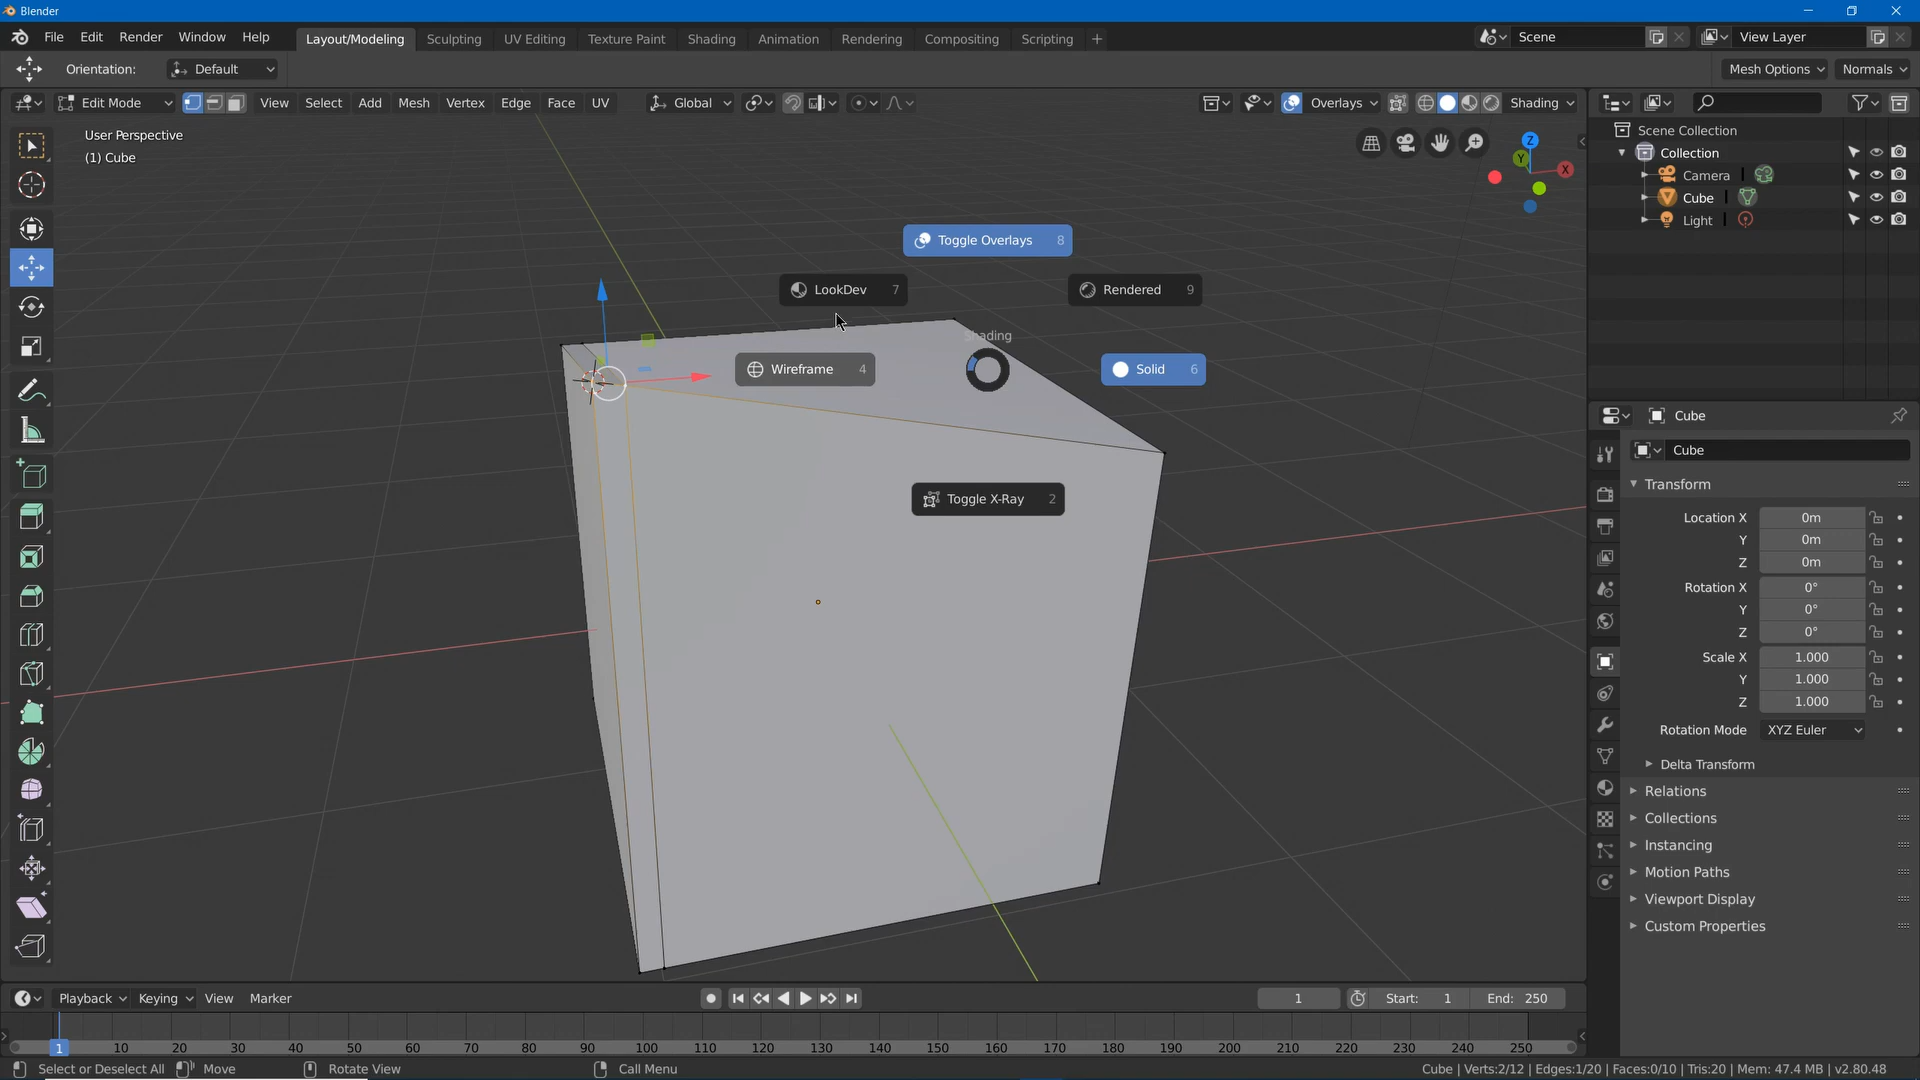 Blender
File Edit Render Window Help Layout/Modeling Sculpting UV Editing Texture Paint Shading Animation Rendering Compositing Scripting + Scene View Layer
Orientation: Default Mesh Options Normals
Edit Mode View Select Add Mesh Vertex Edge Face UV Global Overlays Shading
User Perspective
(1) Cube
Z
Y
X
Toggle Overlays 8
LookDev 7
Rendered 9
Shading
Wireframe 4
Solid 6
Toggle X-Ray 2
Scene Collection
Collection
Camera
Cube
Light
Cube
Cube
Transform
Location X 0m
Y 0m
Z 0m
Rotation X 0°
Y 0°
Z 0°
Scale X 1.000
Y 1.000
Z 1.000
Rotation Mode XYZ Euler
Delta Transform
Relations
Collections
Instancing
Motion Paths
Viewport Display
Custom Properties
Playback Keying View Marker 1 Start: 1 End: 250
1 10 20 30 40 50 60 70 80 90 100 110 120 130 140 150 160 170 180 190 200 210 220 230 240 250
Select or Deselect All Move Rotate View Call Menu Cube | Verts:2/12 | Edges:1/20 | Faces:0/10 | Tris:20 | Mem: 47.4 MB | v2.80.48